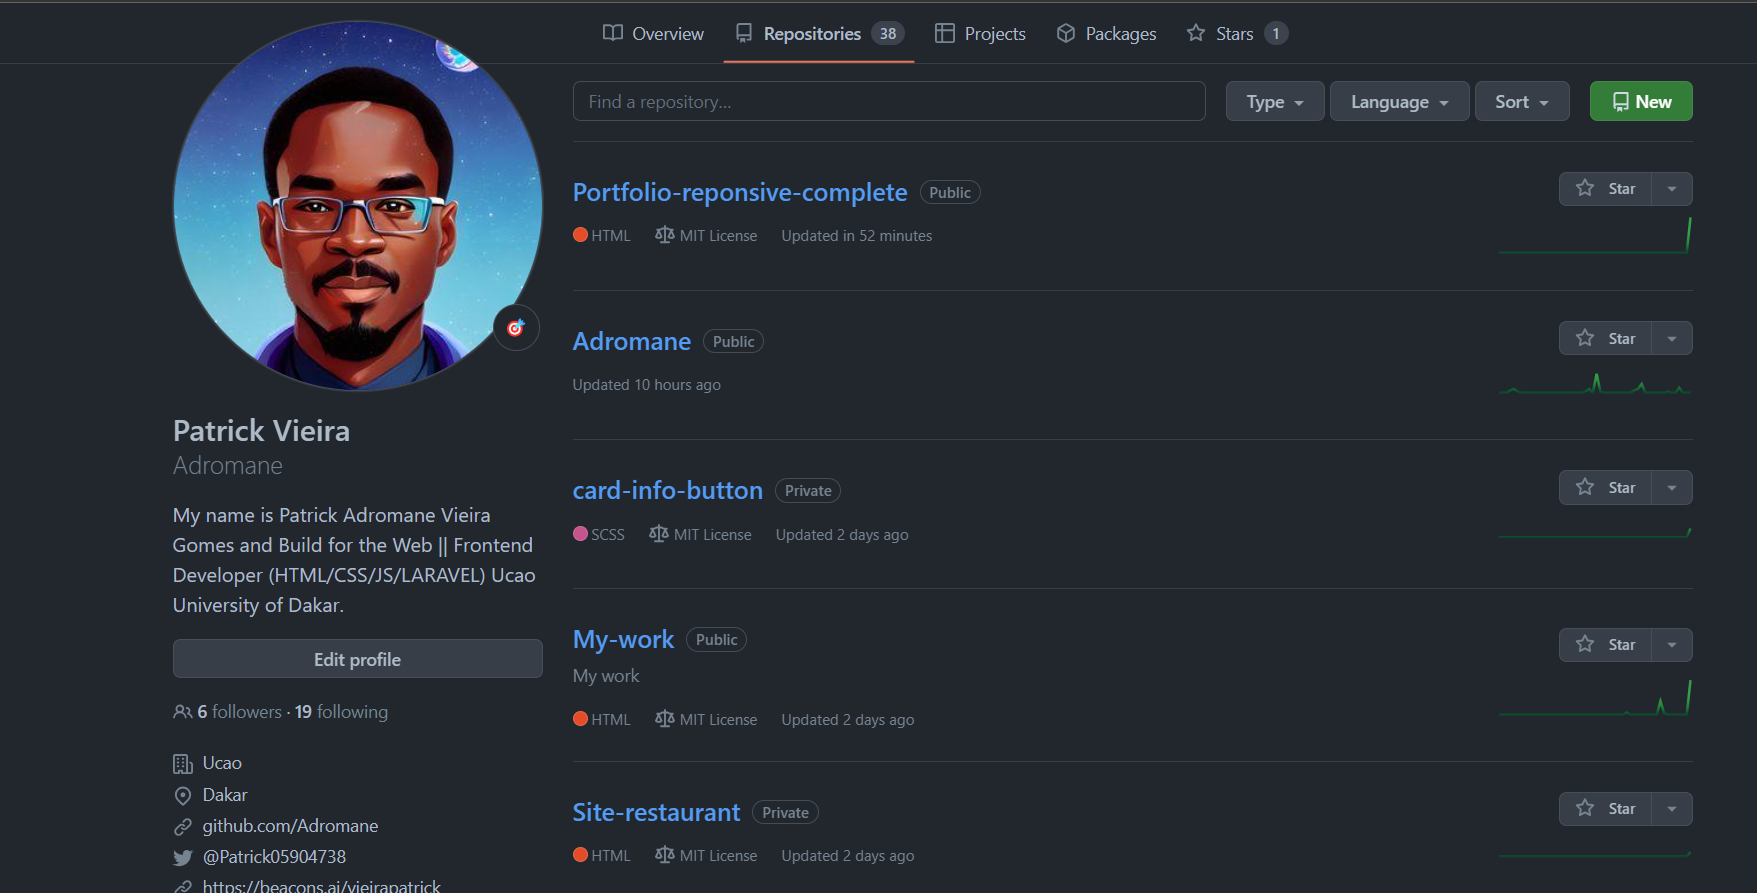 Overview Repositories 38 Projects Packages Stars 1
Find a repository... Type Language Sort New
Portfolio-reponsive-complete Public Star
HTML MIT License Updated in 52 minutes
Adromane Public Star
Updated 10 hours ago
card-info-button Private Star
SCSS MIT License Updated 2 days ago
My-work Public Star
My work
HTML MIT License Updated 2 days ago
Site-restaurant Private Star
HTML MIT License Updated 2 days ago
Patrick Vieira
Adromane
My name is Patrick Adromane Vieira
Gomes and Build for the Web || Frontend
Developer (HTML/CSS/JS/LARAVEL) Ucao
University of Dakar.
Edit profile
6 followers · 19 following
Ucao
Dakar
github.com/Adromane
@Patrick05904738
https://beacons.ai/vieirapatrick